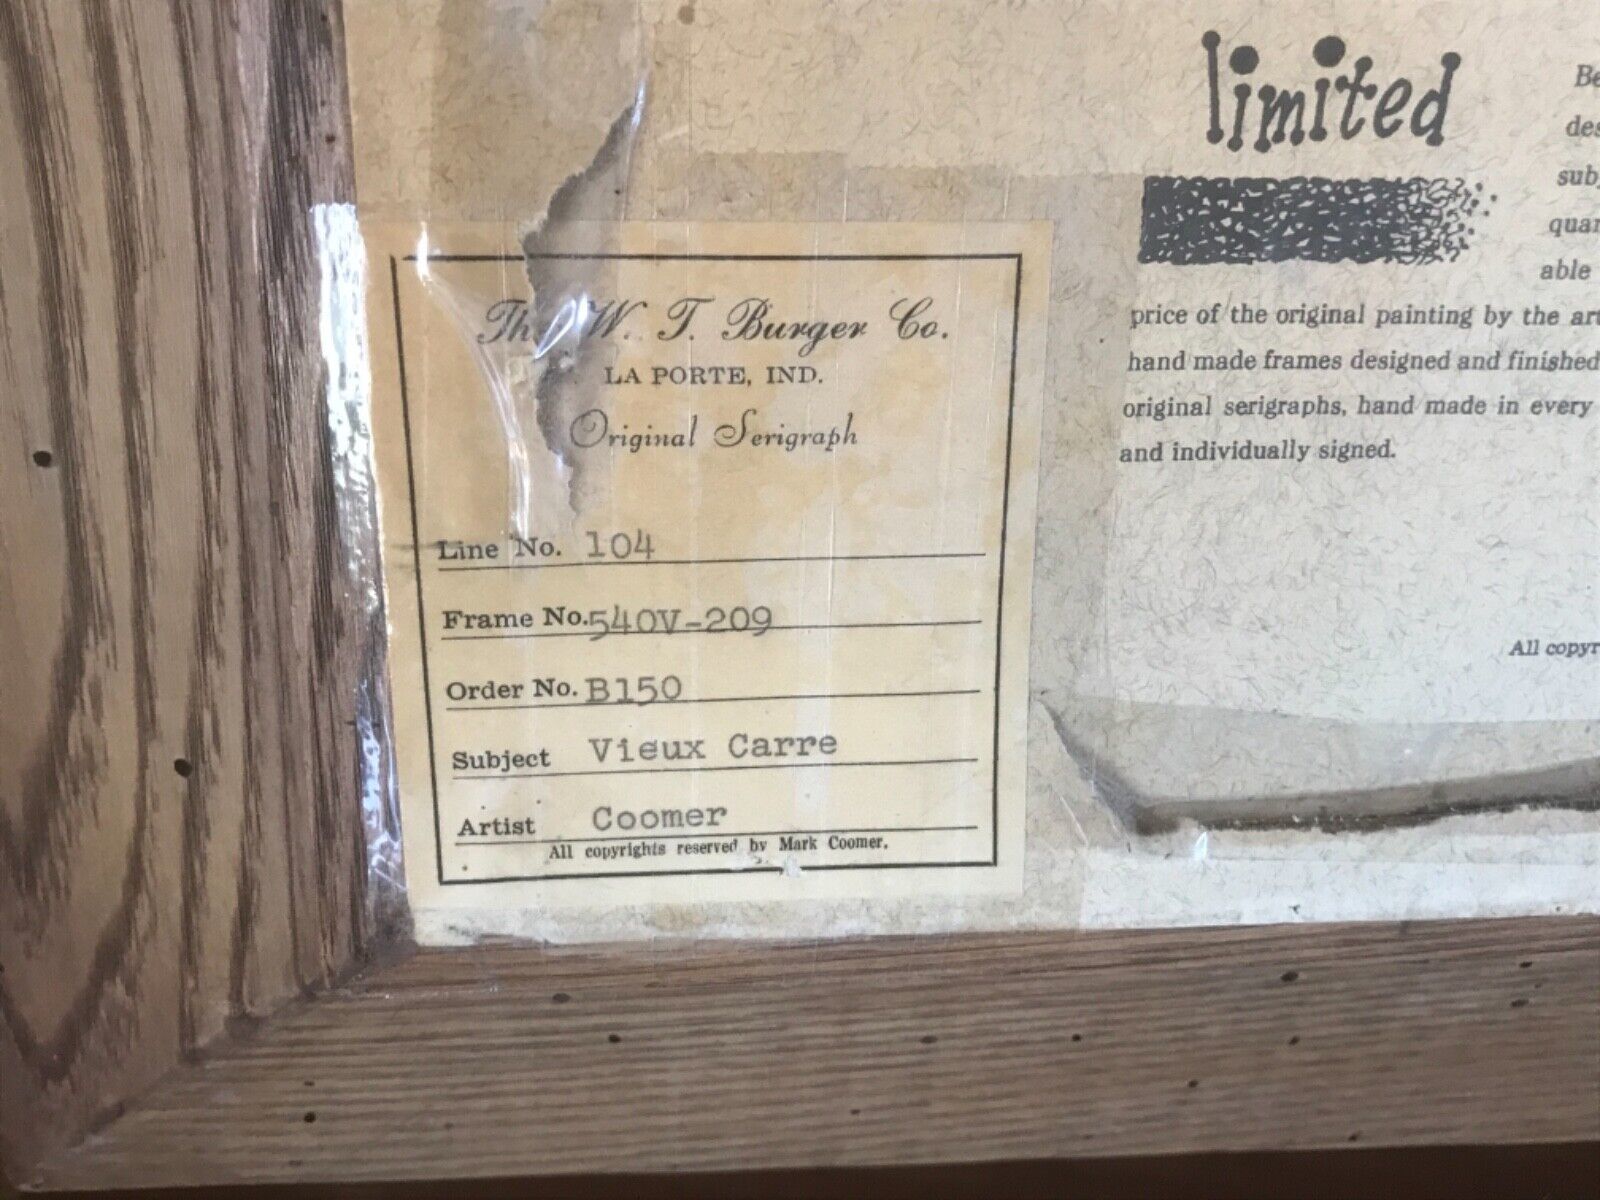 The W. T. Burger Co.
LA PORTE, IND.
Original Serigraph
Line No. 104
Frame No. 540V-209
Order No. B150
Subject Vieux Carre
Artist Coomer
All copyrights reserved by Mark Coomer.
limited
able
price of the original painting by the
hand made frames designed and finished
original serigraphs, hand made in every
and individually signed.
All